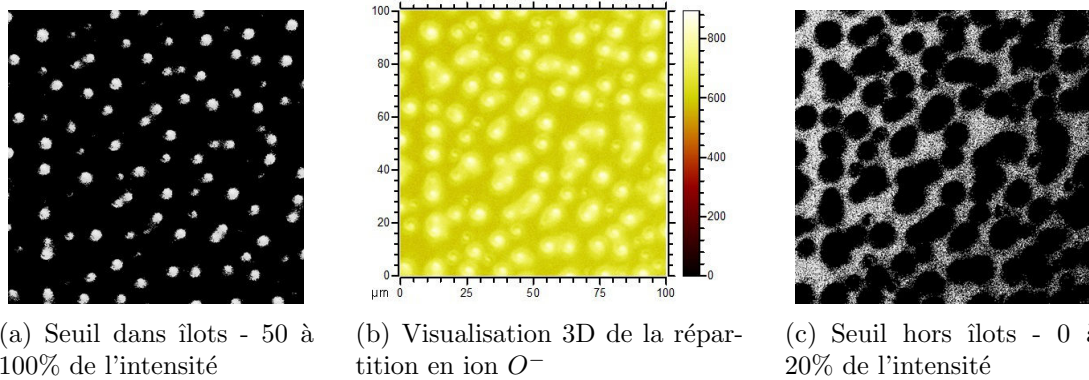 100
80
60
40
20
0
µm 0 25 50 75 100
800
600
400
200
0
(a) Seuil dans îlots - 50 à
100% de l'intensité
(b) Visualisation 3D de la répar-
tition en ion O⁻
(c) Seuil hors îlots - 0 à
20% de l'intensité